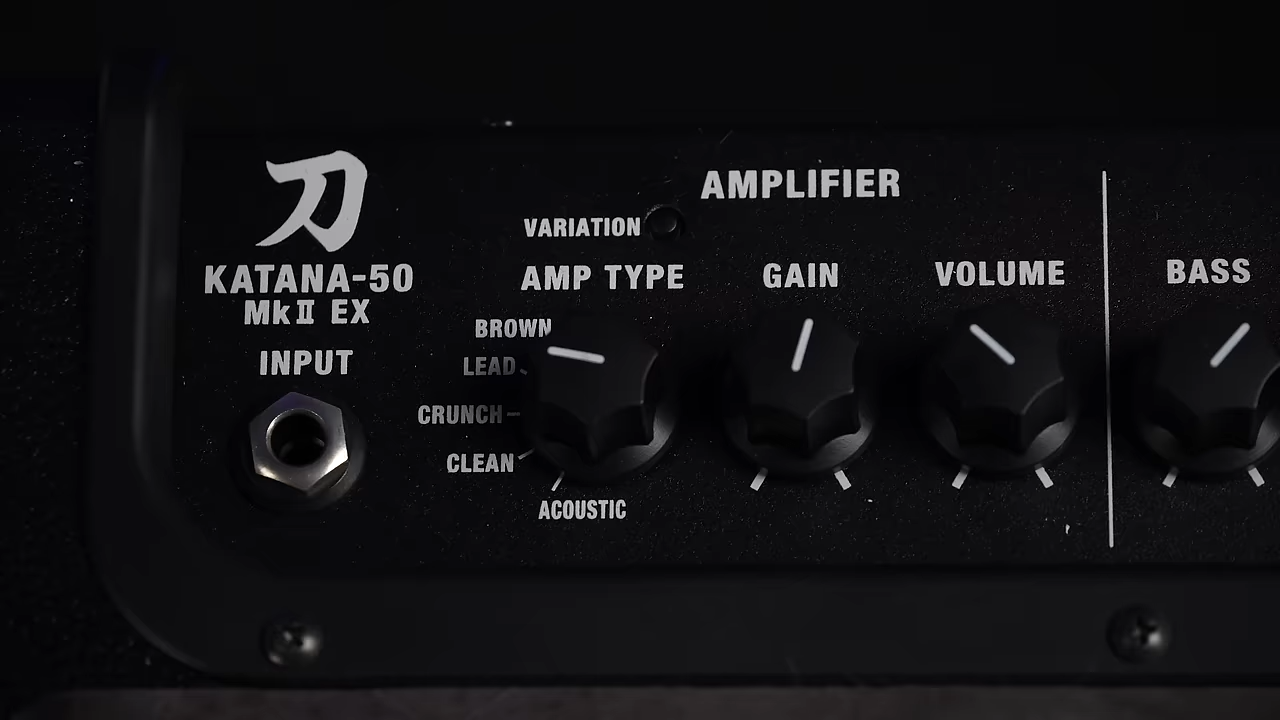 刀
KATANA-50
MkⅡ EX
INPUT
AMPLIFIER
VARIATION
AMP TYPE
BROWN
LEAD
CRUNCH
CLEAN
ACOUSTIC
GAIN
VOLUME
BASS